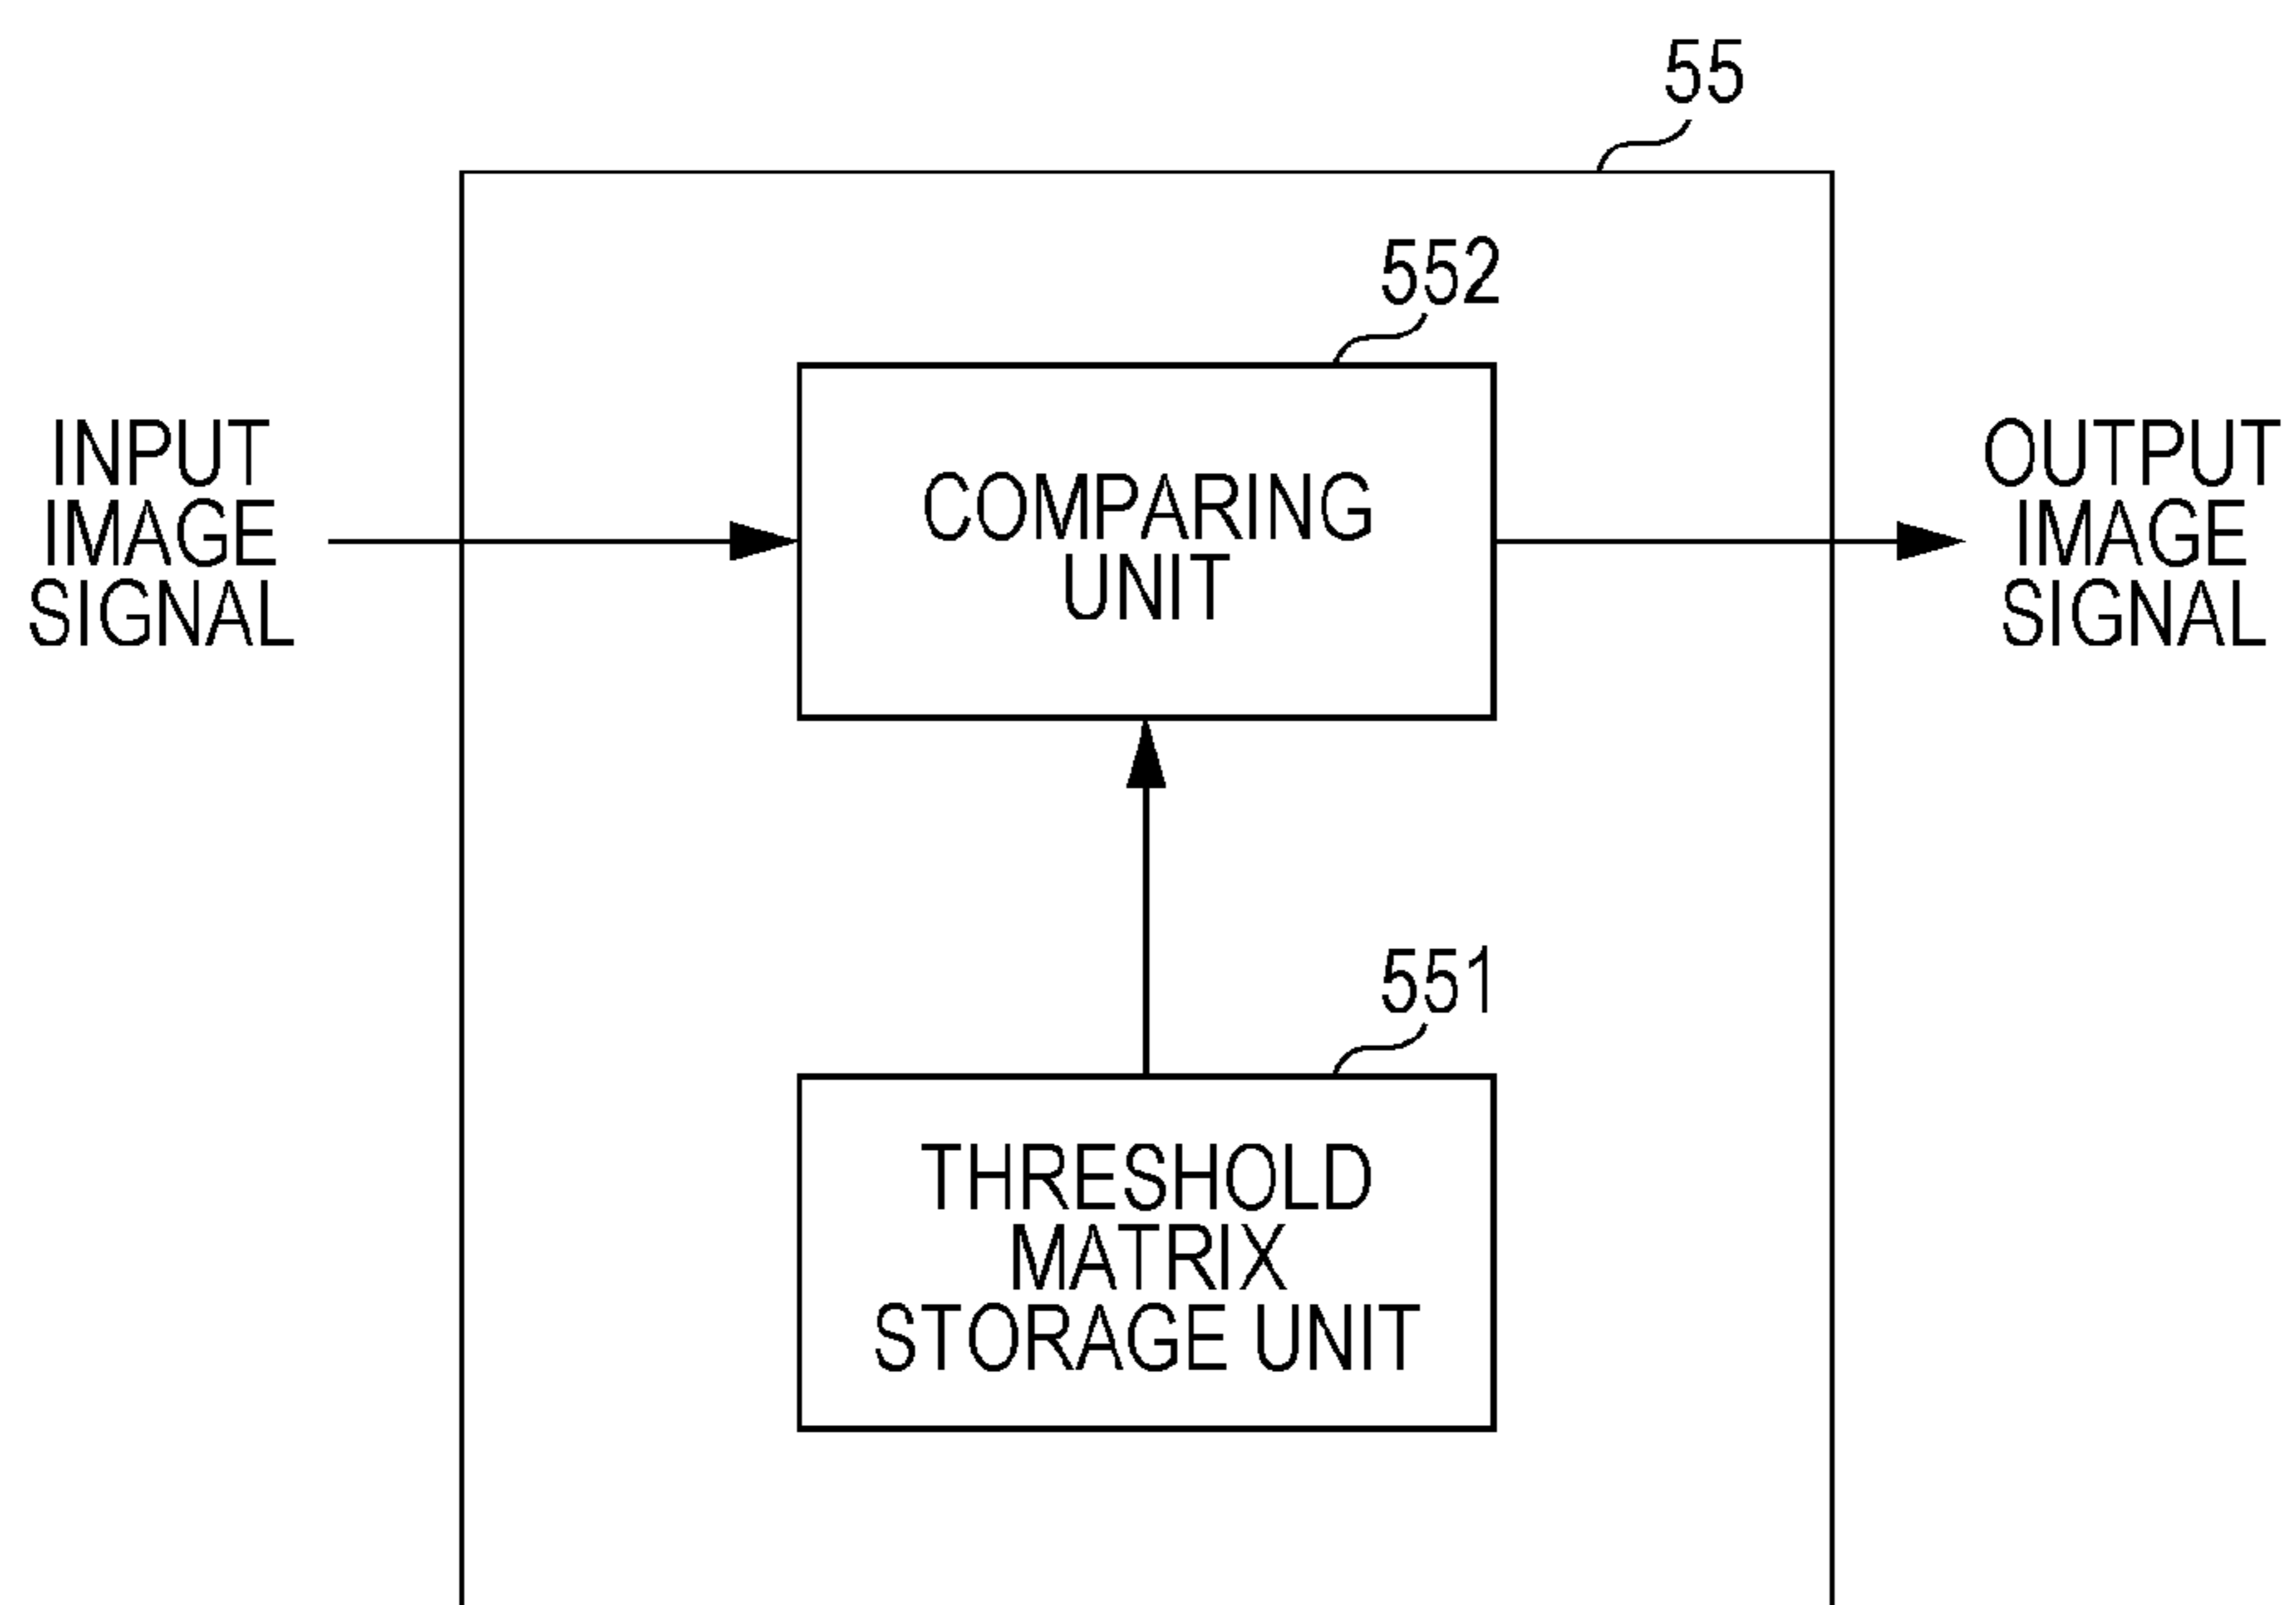 55
552
INPUT
IMAGE
SIGNAL
COMPARING
UNIT
OUTPUT
IMAGE
SIGNAL
551
THRESHOLD
MATRIX
STORAGE UNIT